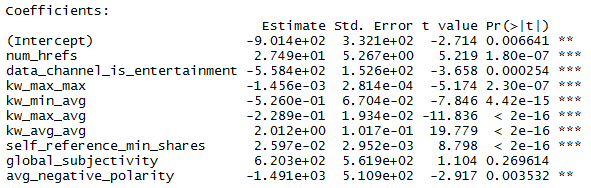 Coefficients:
                                Estimate Std. Error t value Pr(>|t|)
(Intercept)                   -9.014e+02  3.321e+02  -2.714 0.006641 **
num_hrefs                      2.749e+01  5.267e+00   5.219 1.80e-07 ***
data_channel_is_entertainment -5.584e+02  1.526e+02  -3.658 0.000254 ***
kw_max_max                    -1.456e-03  2.814e-04  -5.174 2.30e-07 ***
kw_min_avg                    -5.260e-01  6.704e-02  -7.846 4.42e-15 ***
kw_max_avg                    -2.289e-01  1.934e-02 -11.836  < 2e-16 ***
kw_avg_avg                     2.012e+00  1.017e-01  19.779  < 2e-16 ***
self_reference_min_shares      2.597e-02  2.952e-03   8.798  < 2e-16 ***
global_subjectivity            6.203e+02  5.619e+02   1.104 0.269614
avg_negative_polarity         -1.491e+03  5.109e+02  -2.917 0.003532 **